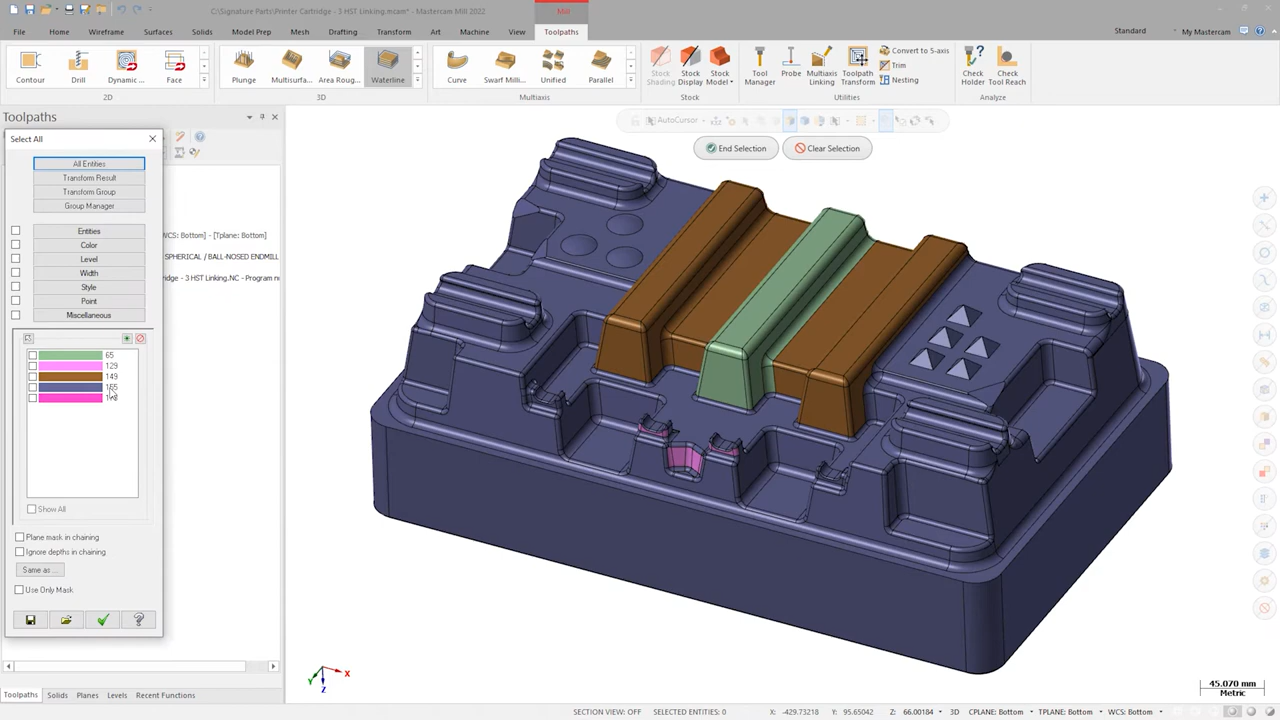 C:\Signature Parts\Printer Cartridge - 3 HST Linking.mcam* - Mastercam Mill 2022
Mill
File Home Wireframe Surfaces Solids Model Prep Mesh Drafting Transform Art Machine View Toolpaths
Standard My Mastercam
Contour Drill Dynamic ... Face
Plunge Multisurfa... Area Roug... Waterline
Curve Swarf Milli... Unified Parallel
Stock Shading Stock Display Stock Model
Tool Manager Probe Multiaxis Linking Toolpath Transform
Convert to 5-axis
Trim
Nesting
Check Holder Check Tool Reach
2D 3D Multiaxis Stock Utilities Analyze
Toolpaths
AutoCursor
Select All
End Selection Clear Selection
All Entities
Transform Result
Transform Group
Group Manager
Entities
Color
Level
Width
Style
Point
Miscellaneous
WCS: Bottom] - [Tplane: Bottom]
SPHERICAL / BALL-NOSED ENDMILL
rtridge - 3 HST Linking.NC - Program nu
65
129
149
Show All
Plane mask in chaining
Ignore depths in chaining
Same as ...
Use Only Mask
X
Y
Z
45.070 mm
Metric
Toolpaths Solids Planes Levels Recent Functions
SECTION VIEW: OFF SELECTED ENTITIES: 0 X: -429.73218 Y: 95.65042 Z: 66.00184 3D CPLANE: Bottom TPLANE: Bottom WCS: Bottom